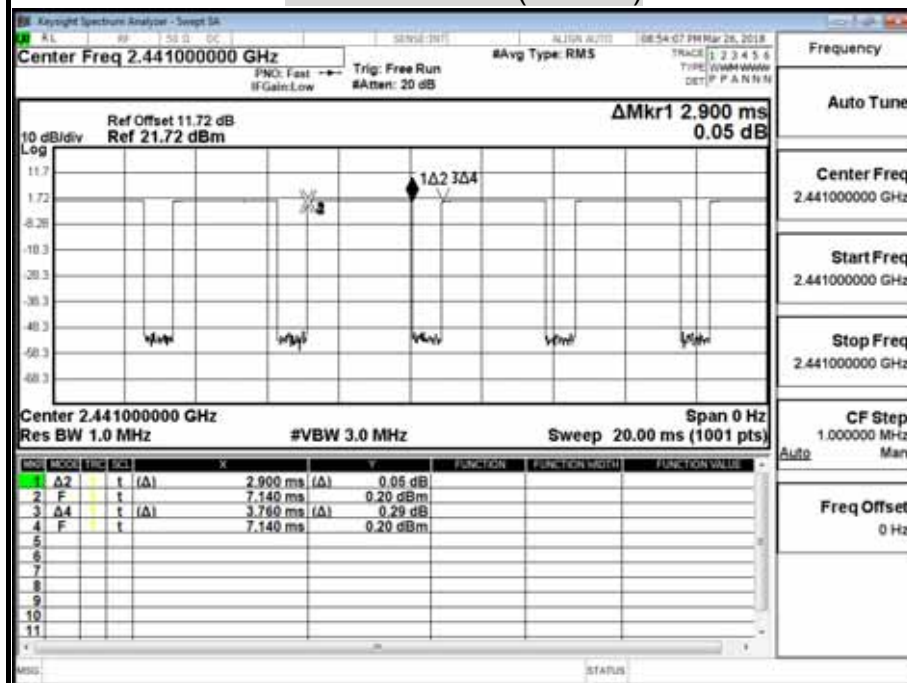 Keysight Spectrum Analyzer - Swept SA
RL RF 50 Ω DC SENSE:INT ALIGN AUTO 08:54:07 PM Mar 26, 2018
Center Freq 2.441000000 GHz
PNO: Fast
IFGain:Low
Trig: Free Run
#Atten: 20 dB
#Avg Type: RMS
TRACE 1 2 3 4 5 6
TYPE
DET P P A N N N
Ref Offset 11.72 dB
10 dB/div Ref 21.72 dBm
Log
ΔMkr1 2.900 ms
0.05 dB
11.7
1.72
-8.28
-18.3
-28.3
-38.3
-48.3
-58.3
-68.3
1Δ2 3Δ4
Center 2.441000000 GHz Span 0 Hz
Res BW 1.0 MHz #VBW 3.0 MHz Sweep 20.00 ms (1001 pts)
MKR MODE TRC SCL X Y FUNCTION FUNCTION WIDTH FUNCTION VALUE
1 Δ2 1 t (Δ) 2.900 ms (Δ) 0.05 dB
2 F 1 t 7.140 ms 0.20 dBm
3 Δ4 1 t (Δ) 3.760 ms (Δ) 0.29 dB
4 F 1 t 7.140 ms 0.20 dBm
5
6
7
8
9
10
11
MSG STATUS
Frequency
Auto Tune
Center Freq
2.441000000 GHz
Start Freq
2.441000000 GHz
Stop Freq
2.441000000 GHz
CF Step
1.000000 MHz
Auto Man
Freq Offset
0 Hz